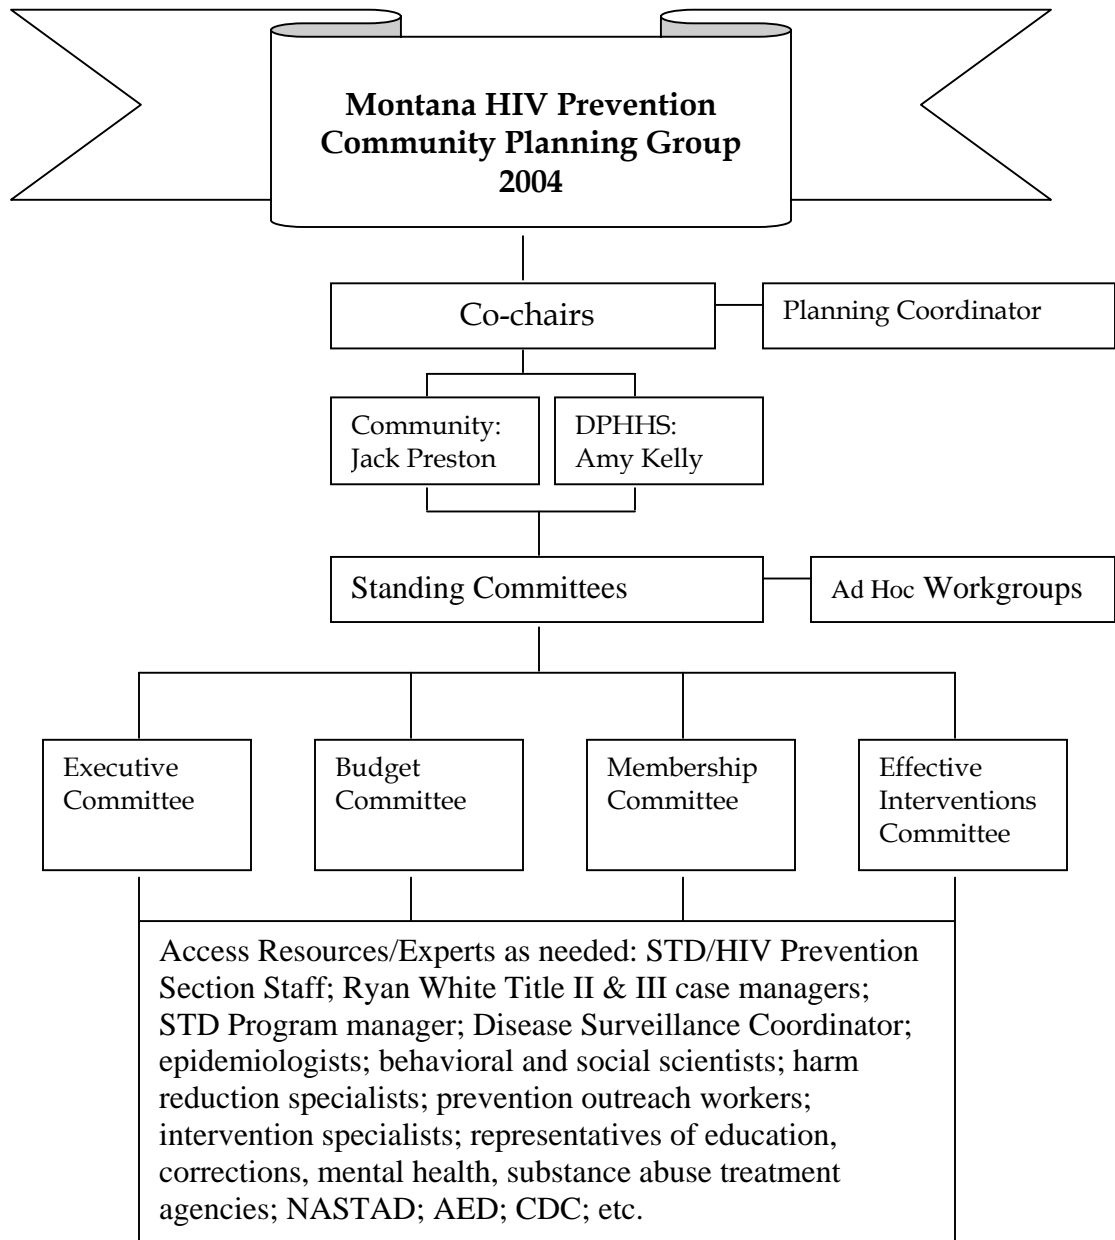 Montana HIV Prevention
Community Planning Group
2004
Co-chairs
Planning Coordinator
Community:
Jack Preston
DPHHS:
Amy Kelly
Standing Committees
Ad Hoc Workgroups
Executive
Committee
Budget
Committee
Membership
Committee
Effective
Interventions
Committee
Access Resources/Experts as needed: STD/HIV Prevention
Section Staff; Ryan White Title II & III case managers;
STD Program manager; Disease Surveillance Coordinator;
epidemiologists; behavioral and social scientists; harm
reduction specialists; prevention outreach workers;
intervention specialists; representatives of education,
corrections, mental health, substance abuse treatment
agencies; NASTAD; AED; CDC; etc.